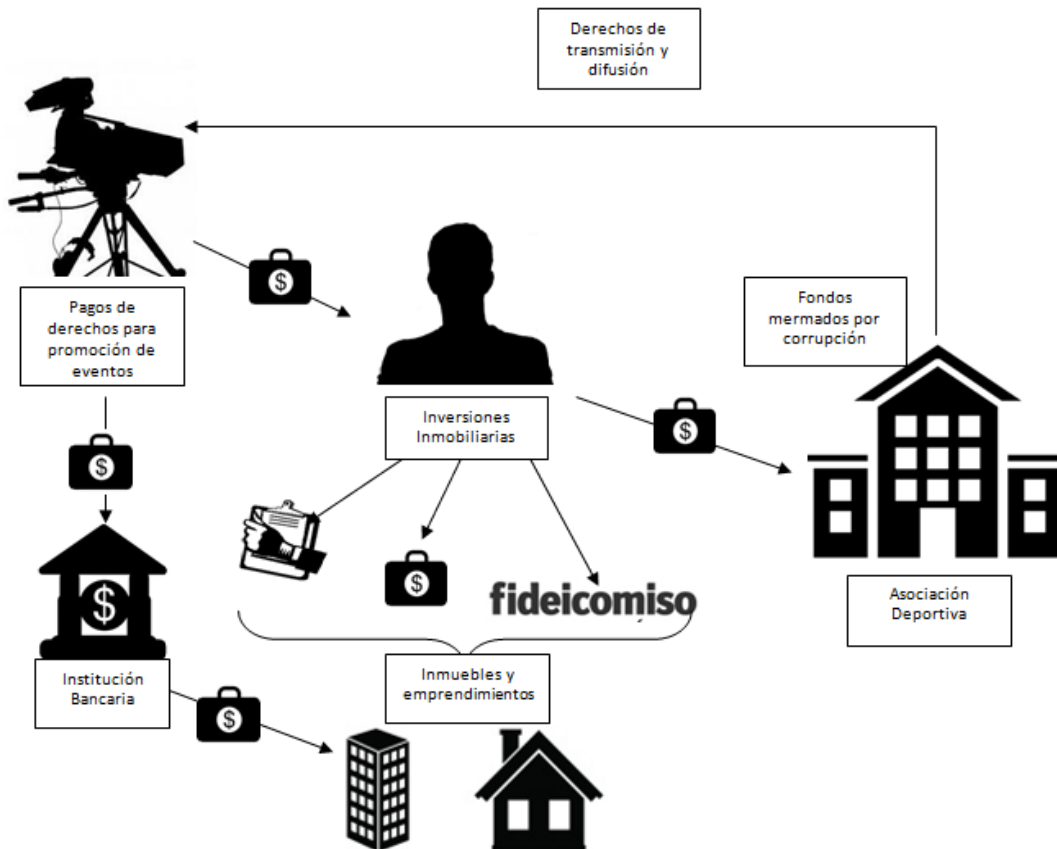 Derechos de
transmisión y
difusión
$
Pagos de
derechos para
promoción de
eventos
Fondos
mermados por
corrupción
Inversiones
Inmobiliarias
$
$
$
$
fideicomiso
Asociación
Deportiva
Institución
Bancaria
Inmuebles y
emprendimientos
$